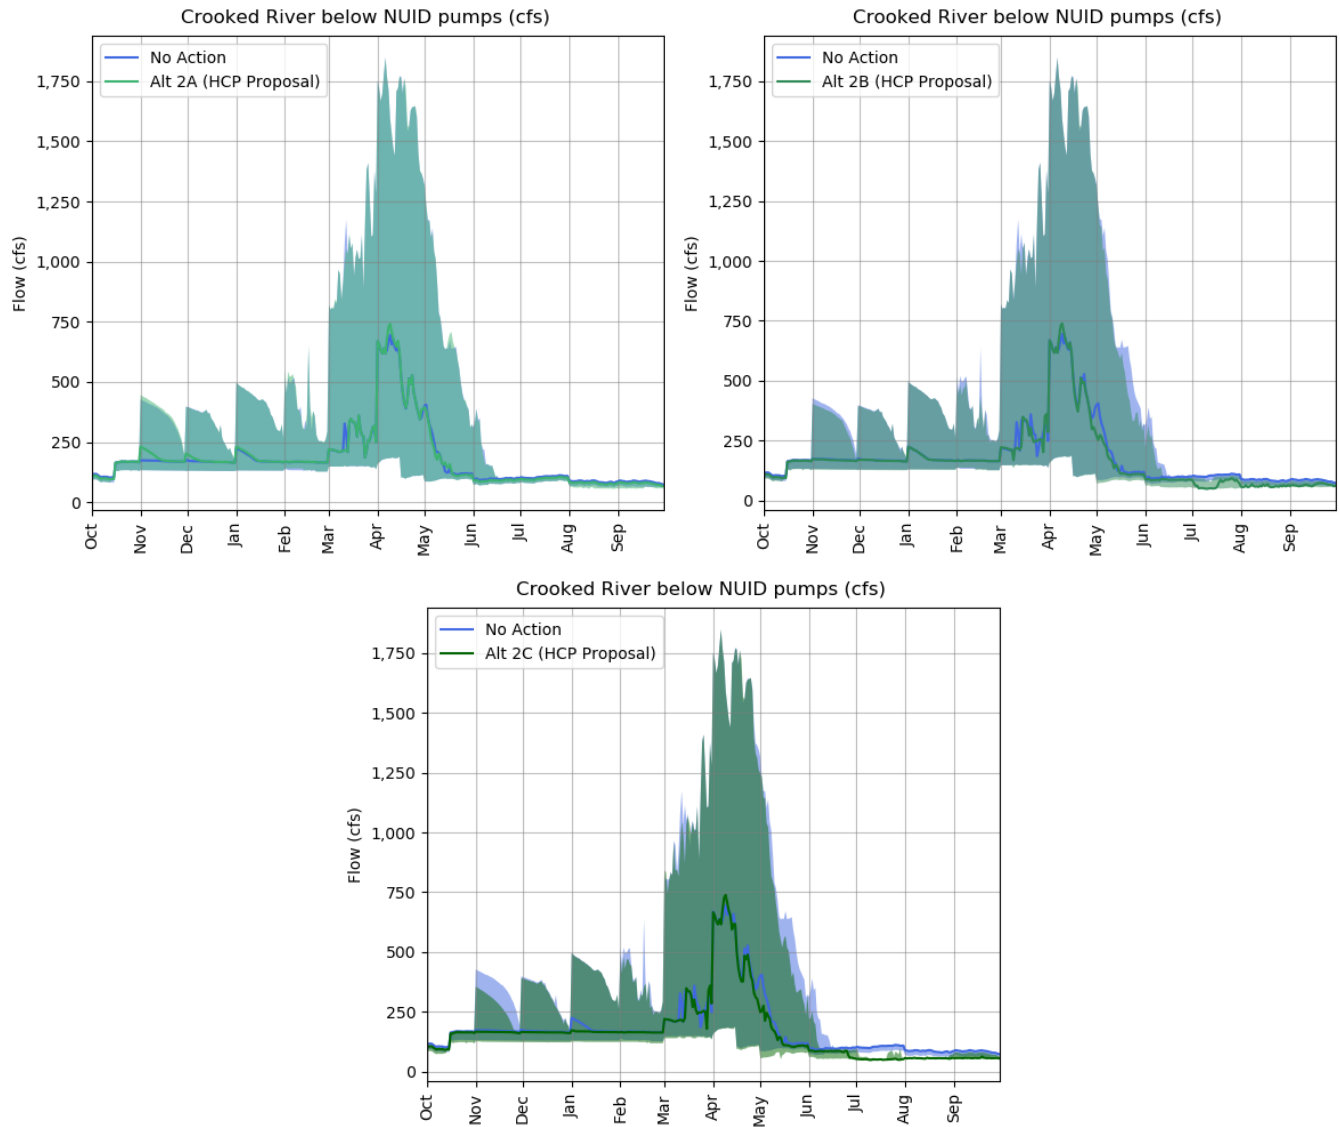 Crooked River below NUID pumps (cfs)
No Action
Alt 2A (HCP Proposal)
Flow (cfs)
1,750
1,500
1,250
1,000
750
500
250
0
Oct
Nov
Dec
Jan
Feb
Mar
Apr
May
Jun
Jul
Aug
Sep
Crooked River below NUID pumps (cfs)
No Action
Alt 2B (HCP Proposal)
Flow (cfs)
1,750
1,500
1,250
1,000
750
500
250
0
Oct
Nov
Dec
Jan
Feb
Mar
Apr
May
Jun
Jul
Aug
Sep
Crooked River below NUID pumps (cfs)
No Action
Alt 2C (HCP Proposal)
Flow (cfs)
1,750
1,500
1,250
1,000
750
500
250
0
Oct
Nov
Dec
Jan
Feb
Mar
Apr
May
Jun
Jul
Aug
Sep